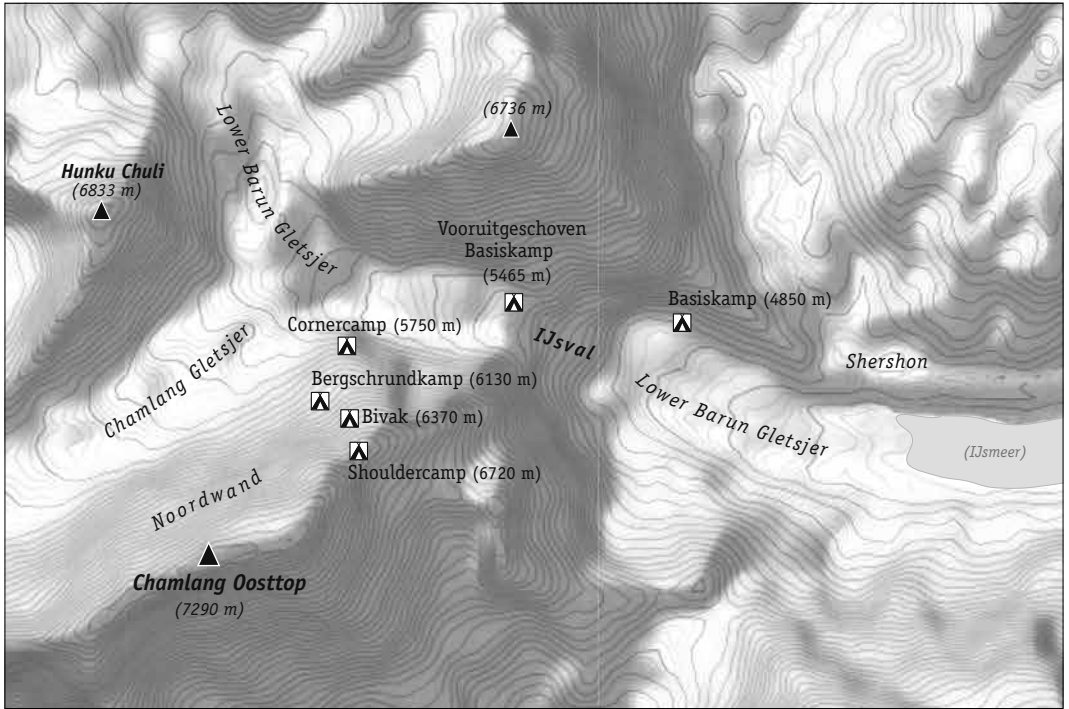 (6736 m)
Lower Barun Gletsjer
Hunku Chuli
(6833 m)
Vooruitgeschoven
Basiskamp
(5465 m)
Basiskamp (4850 m)
Cornercamp (5750 m)
IJsval
Shershon
Chamlang Gletsjer
Bergschrundkamp (6130 m)
Lower Barun Gletsjer
Bivak (6370 m)
(IJsmeer)
Shouldercamp (6720 m)
Noordwand
Chamlang Oosttop
(7290 m)